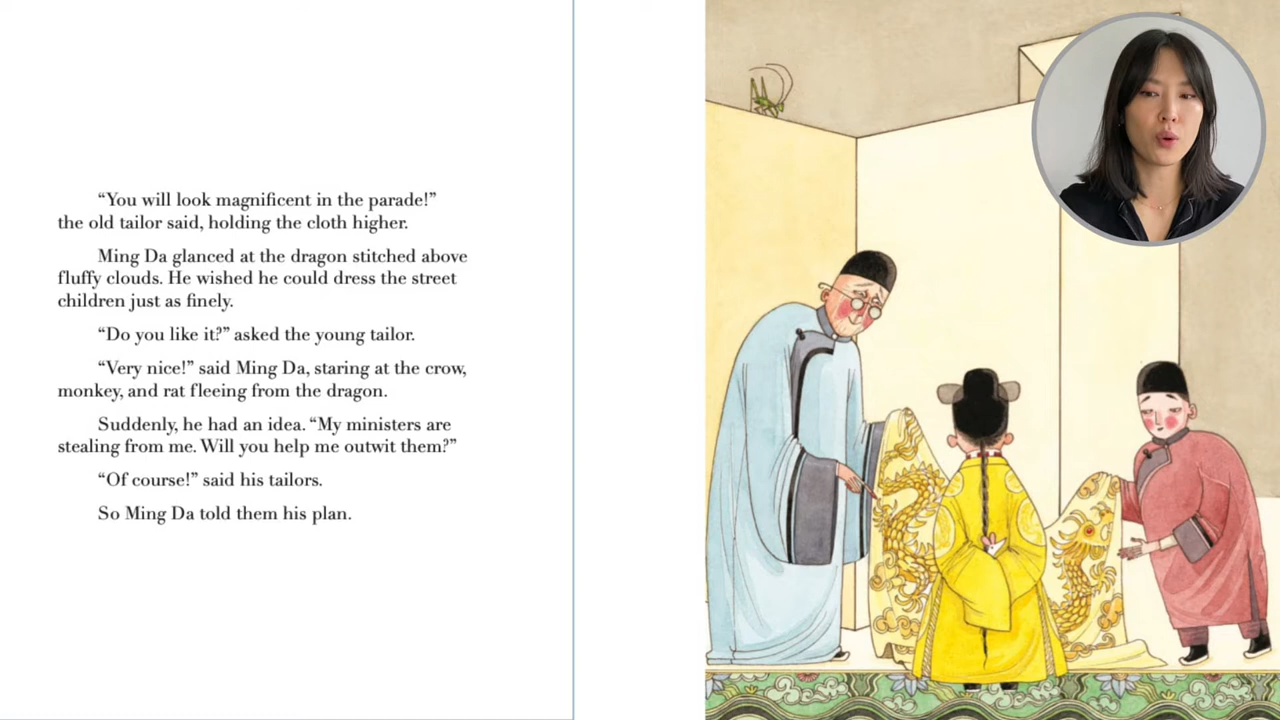 “You will look magnificent in the parade!”
the old tailor said, holding the cloth higher.
Ming Da glanced at the dragon stitched above
fluffy clouds. He wished he could dress the street
children just as finely.
“Do you like it?” asked the young tailor.
“Very nice!” said Ming Da, staring at the crow,
monkey, and rat fleeing from the dragon.
Suddenly, he had an idea. “My ministers are
stealing from me. Will you help me outwit them?”
“Of course!” said his tailors.
So Ming Da told them his plan.